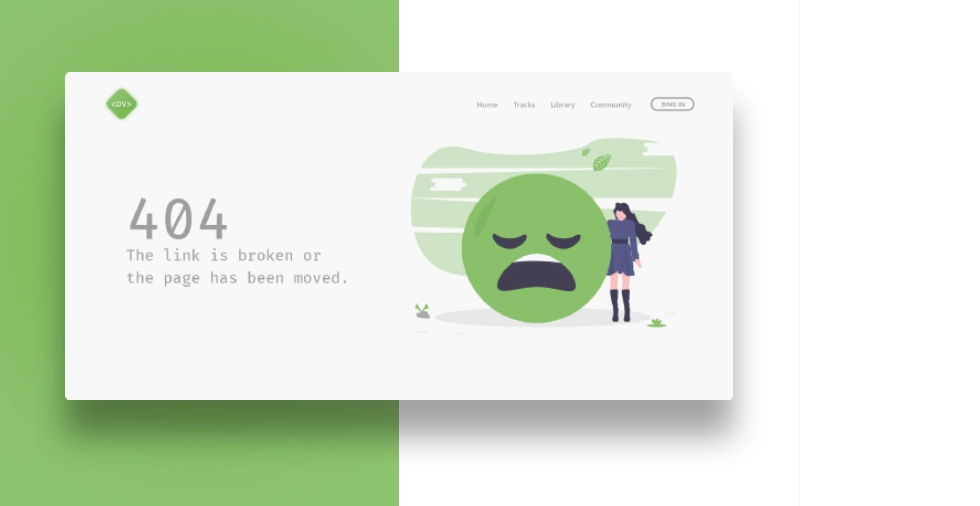 <DV>
Home Tracks Library Community SING IN
404
The link is broken or
the page has been moved.